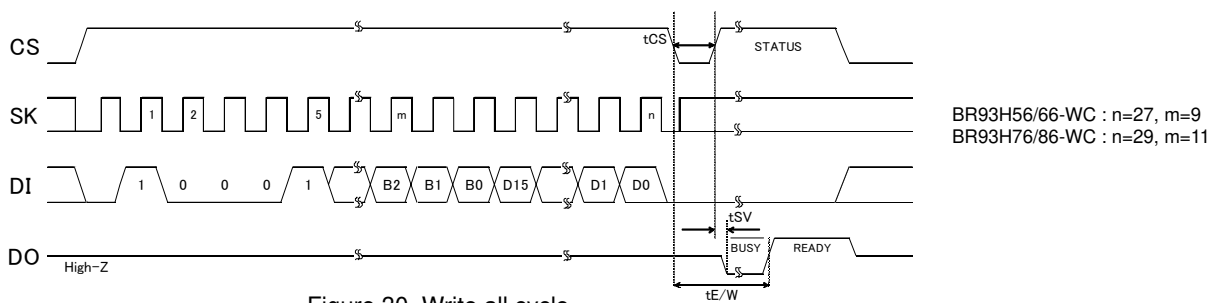 CS
tCS
STATUS
SK
1
2
5
m
n
BR93H56/66-WC : n=27, m=9
BR93H76/86-WC : n=29, m=11
DI
1
0
0
0
1
B2
B1
B0
D15
D1
D0
tSV
DO
High-Z
BUSY
READY
tE/W
Figure 20. Write all cycle